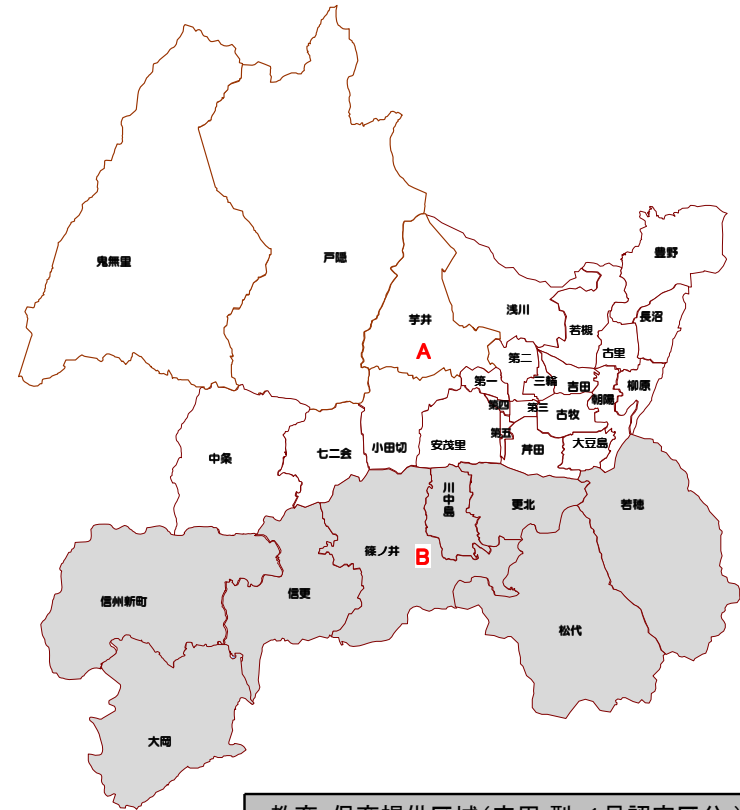 豊野
鬼無里
戸隠
浅川
長沼
芋井
若槻
A
古里
第二
第一
三輪
吉田
柳原
朝陽
第四
第三
古牧
第五
中条
七二会
小田切
安茂里
芹田
大豆島
川中島
更北
若穂
篠ノ井
B
信州新町
信更
松代
大岡